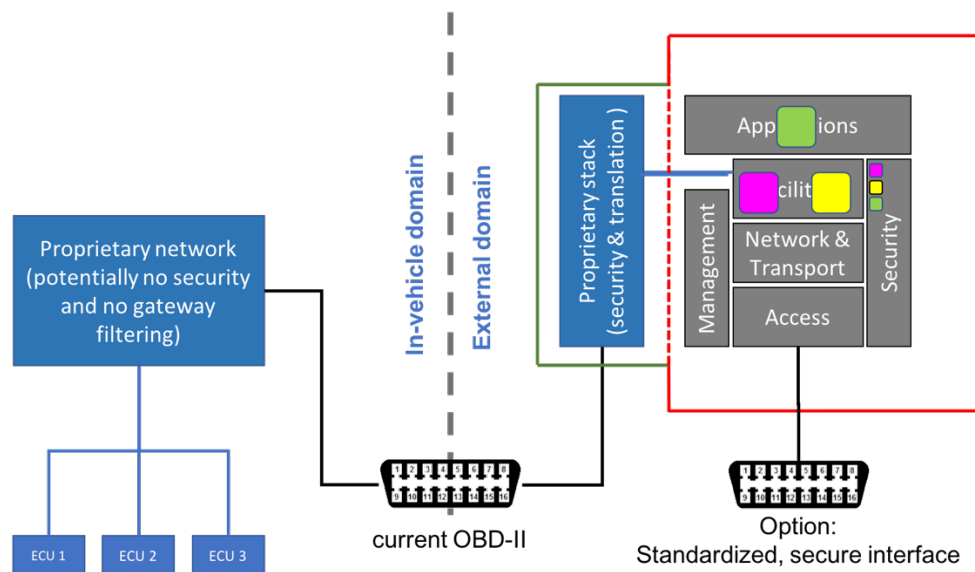 Proprietary network
(potentially no security
and no gateway
filtering)
ECU 1
ECU 2
ECU 3
In-vehicle domain
External domain
1 2 3 4 5 6 7 8
9 10 11 12 13 14 15 16
current OBD-II
Proprietary stack
(security & translation )
App ions
cilit
Network &
Transport
Access
Management
Security
1 2 3 4 5 6 7 8
9 10 11 12 13 14 15 16
Option:
Standardized, secure interface